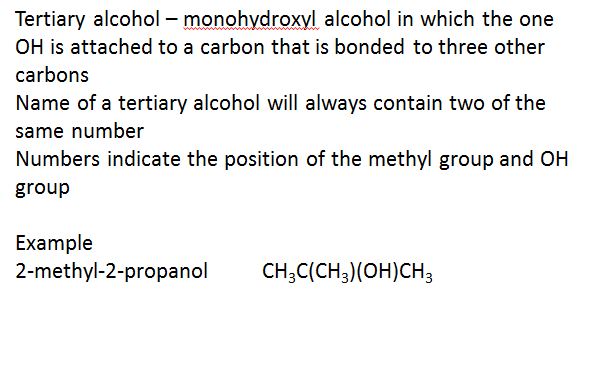 Tertiary alcohol – monohydroxyl alcohol in which the one
OH is attached to a carbon that is bonded to three other
carbons
Name of a tertiary alcohol will always contain two of the
same number
Numbers indicate the position of the methyl group and OH
group
Example
2-methyl-2-propanol CH₃C(CH₃)(OH)CH₃